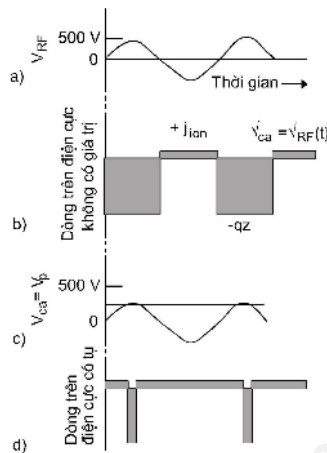 500 V
V_RF
0
a)
Thời gian
+ j_ion
V_ca = V_RF(t)
Dòng trên điện cực
không có giá trị
b)
-qz
500 V
V_ca = V_p
0
c)
Dòng trên
điện cực có tụ
d)